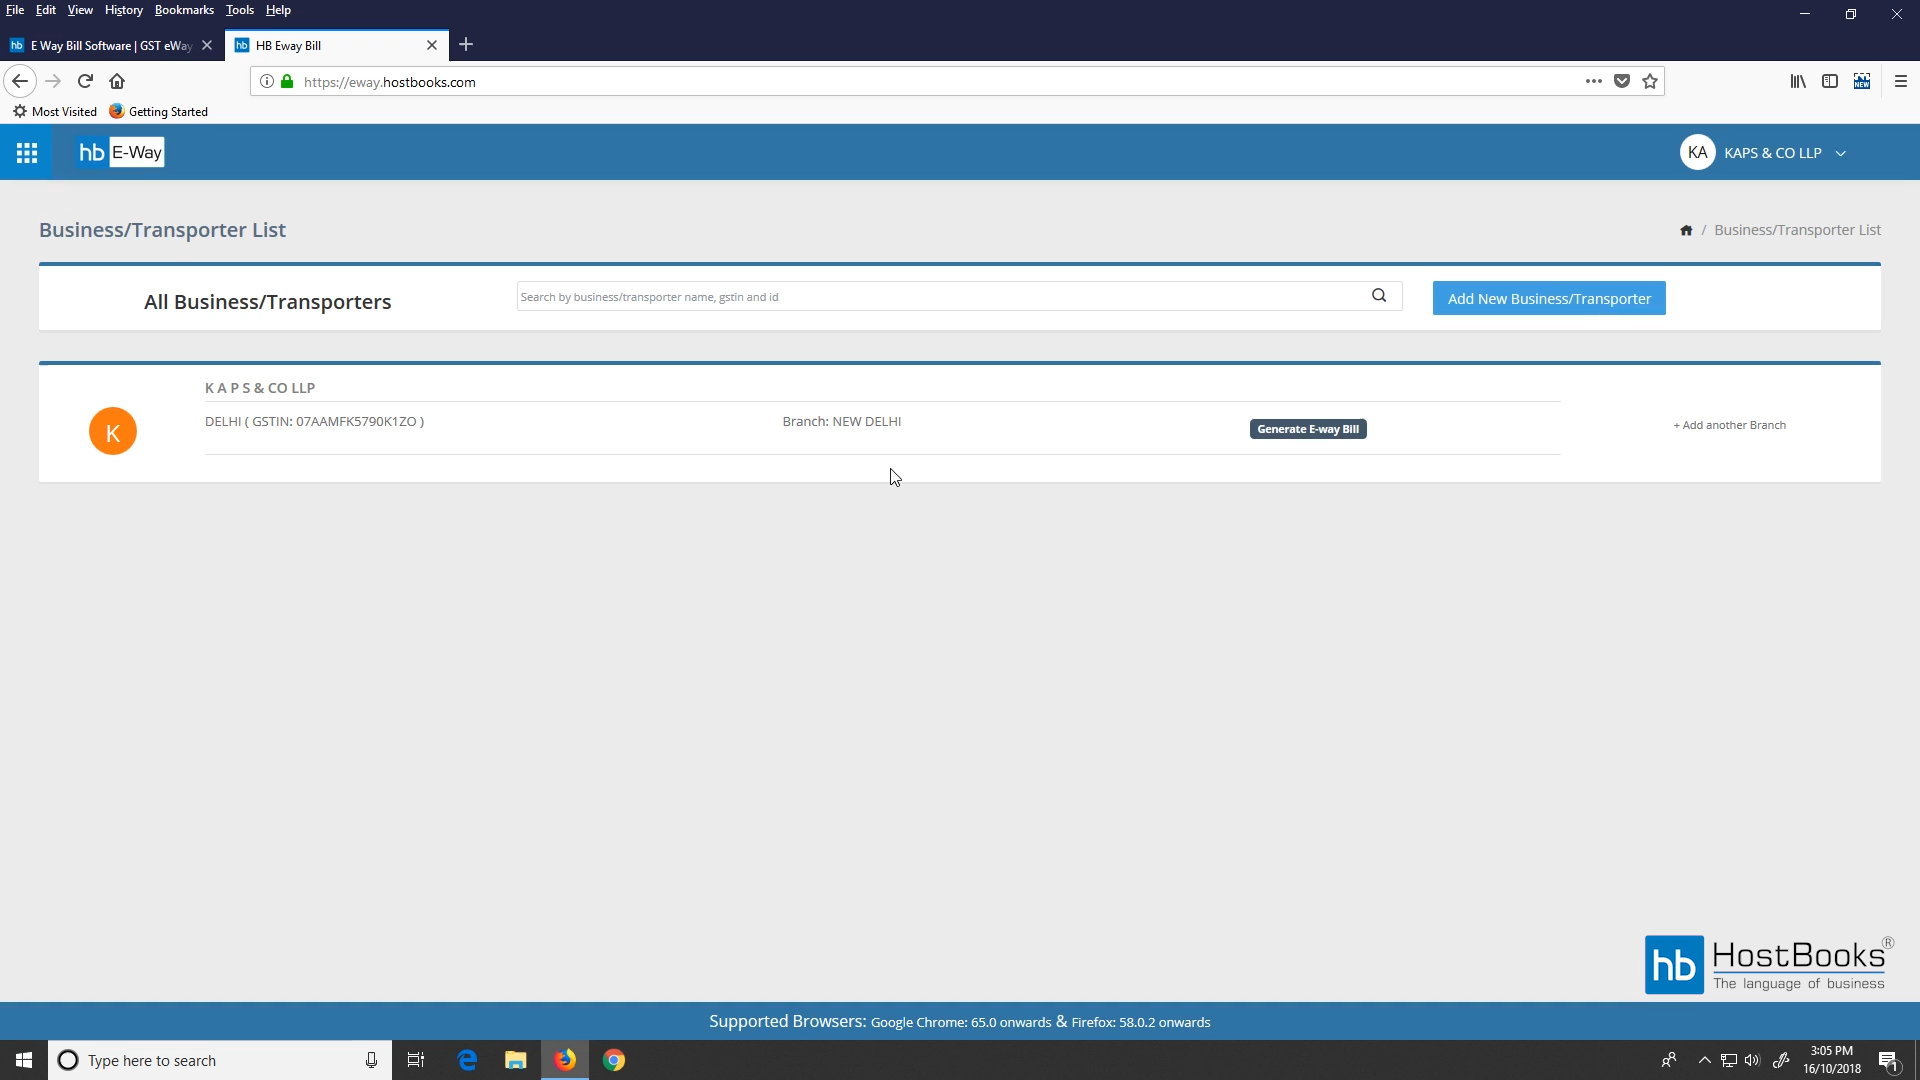 File Edit View History Bookmarks Tools Help
hb E Way Bill Software | GST eWay
hb HB Eway Bill
https://eway.hostbooks.com
NEW
Most Visited Getting Started
hb E-Way
KA KAPS & CO LLP
Business/Transporter List
/ Business/Transporter List
All Business/Transporters
Search by business/transporter name, gstin and id
Add New Business/Transporter
K A P S & CO LLP
K
DELHI ( GSTIN: 07AAMFK5790K1ZO )
Branch: NEW DELHI
Generate E-way Bill
+ Add another Branch
hb HostBooks®
The language of business
Supported Browsers: Google Chrome: 65.0 onwards & Firefox: 58.0.2 onwards
Type here to search
3:05 PM
16/10/2018
1